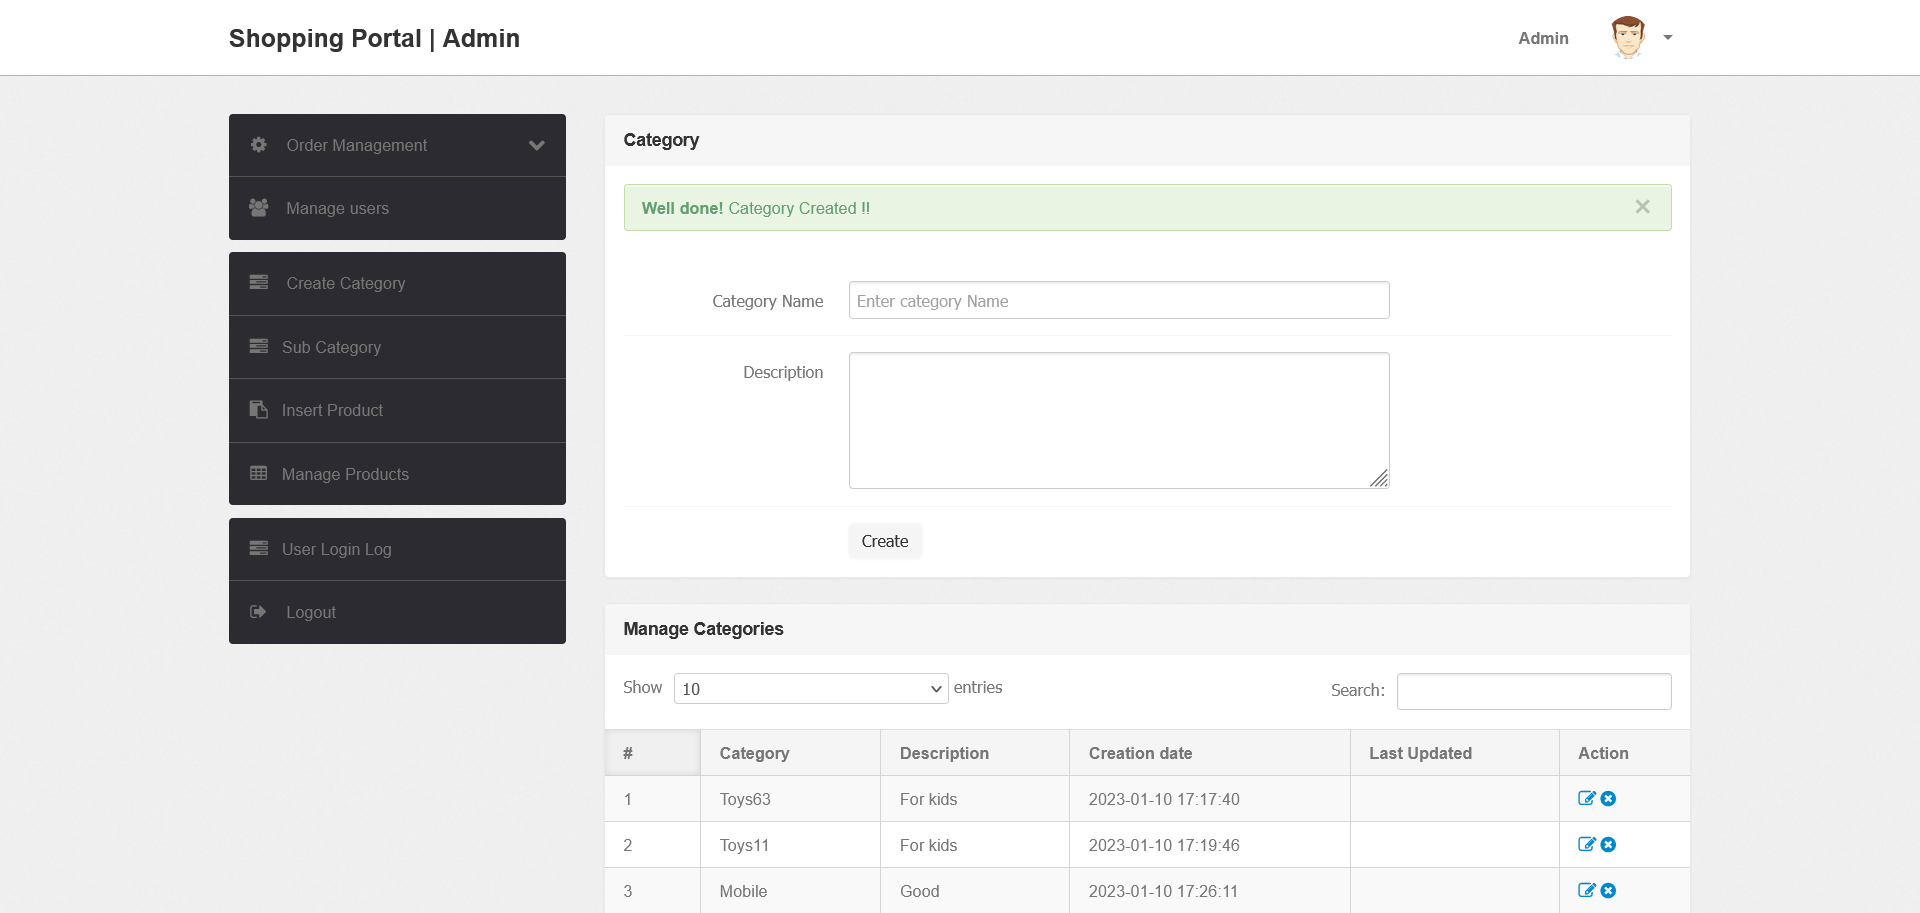 Shopping Portal | Admin
Admin
Order Management
Manage users
Create Category
Sub Category
Insert Product
Manage Products
User Login Log
Logout
Category
Well done! Category Created !!
Category Name
Enter category Name
Description
Create
Manage Categories
Show 10 entries
Search:
# Category Description Creation date Last Updated Action
1 Toys63 For kids 2023-01-10 17:17:40
2 Toys11 For kids 2023-01-10 17:19:46
3 Mobile Good 2023-01-10 17:26:11